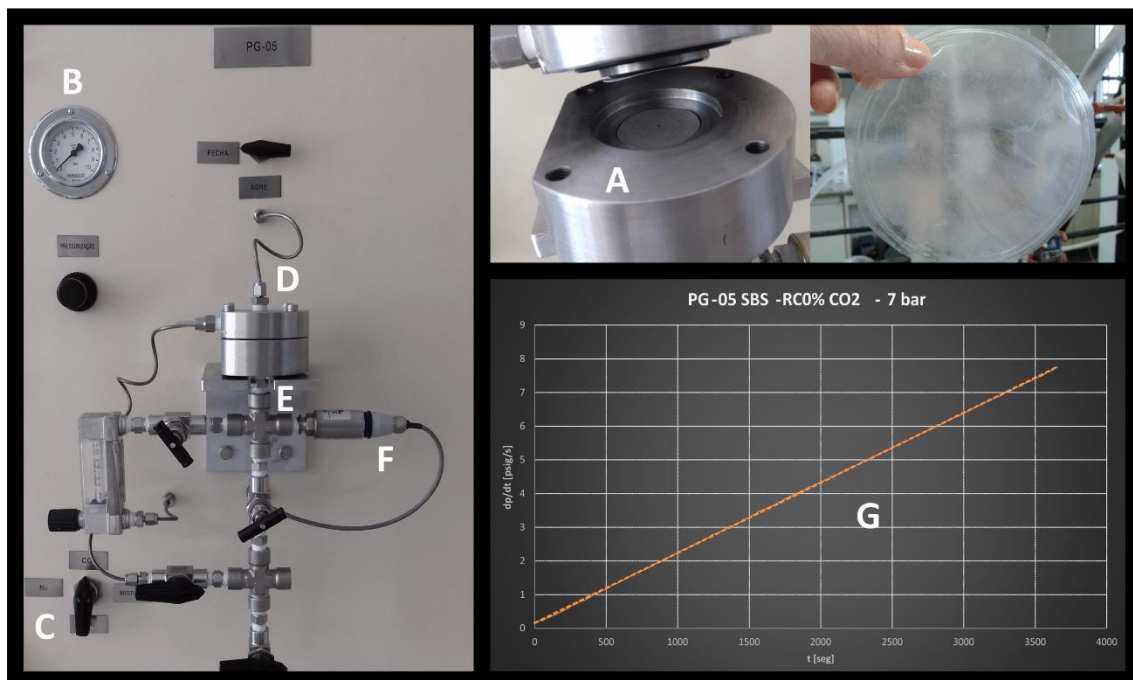 PG-05
B
FECHA
ABRE
PRESSURIZAÇÃO
D
E
F
N₂
C
A
PG-05 SBS -RC0% CO2 - 7 bar
dp/dt [psig/s]
9
8
7
6
5
4
3
2
1
0
G
0 500 1000 1500 2000 2500 3000 3500 4000
t [seg]